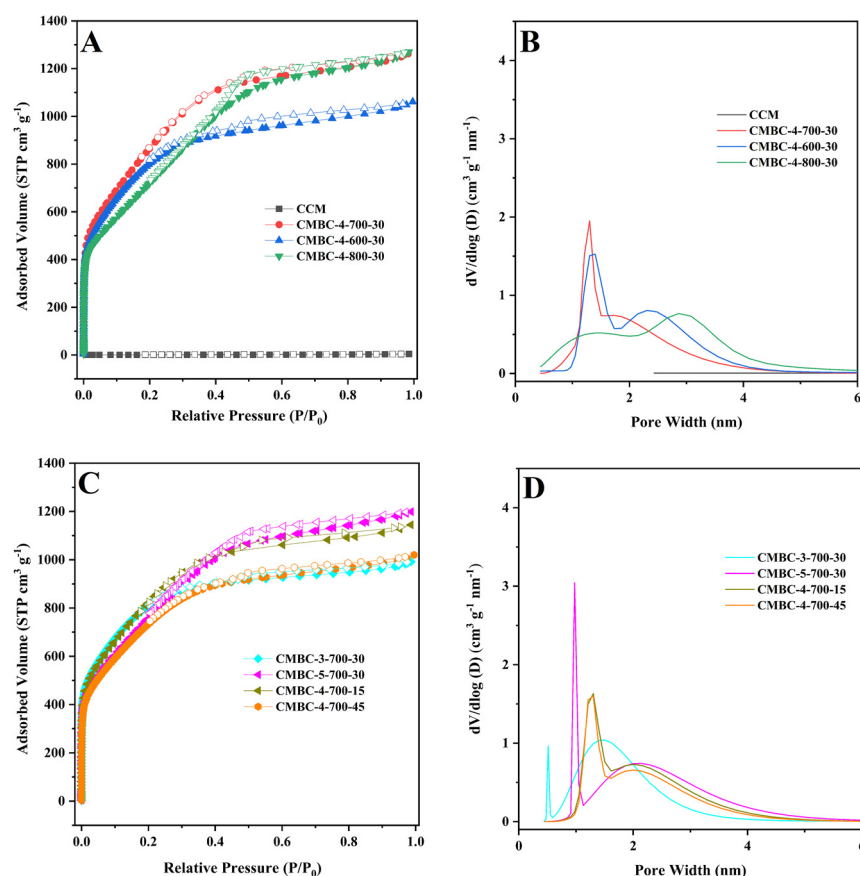 A
1400
1200
1000
800
600
400
200
0
Adsorbed Volume (STP cm³ g⁻¹)
CCM
CMBC-4-700-30
CMBC-4-600-30
CMBC-4-800-30
0.0 0.2 0.4 0.6 0.8 1.0
Relative Pressure (P/P₀)
B
4
3
2
1
0
dV/dlog (D) (cm³ g⁻¹ nm⁻¹)
CCM
CMBC-4-700-30
CMBC-4-600-30
CMBC-4-800-30
0 2 4 6
Pore Width (nm)
C
1400
1200
1000
800
600
400
200
0
Adsorbed Volume (STP cm³ g⁻¹)
CMBC-3-700-30
CMBC-5-700-30
CMBC-4-700-15
CMBC-4-700-45
0.0 0.2 0.4 0.6 0.8 1.0
Relative Pressure (P/P₀)
D
4
3
2
1
0
dV/dlog (D) (cm³ g⁻¹ nm⁻¹)
CMBC-3-700-30
CMBC-5-700-30
CMBC-4-700-15
CMBC-4-700-45
0 2 4 6
Pore Width (nm)